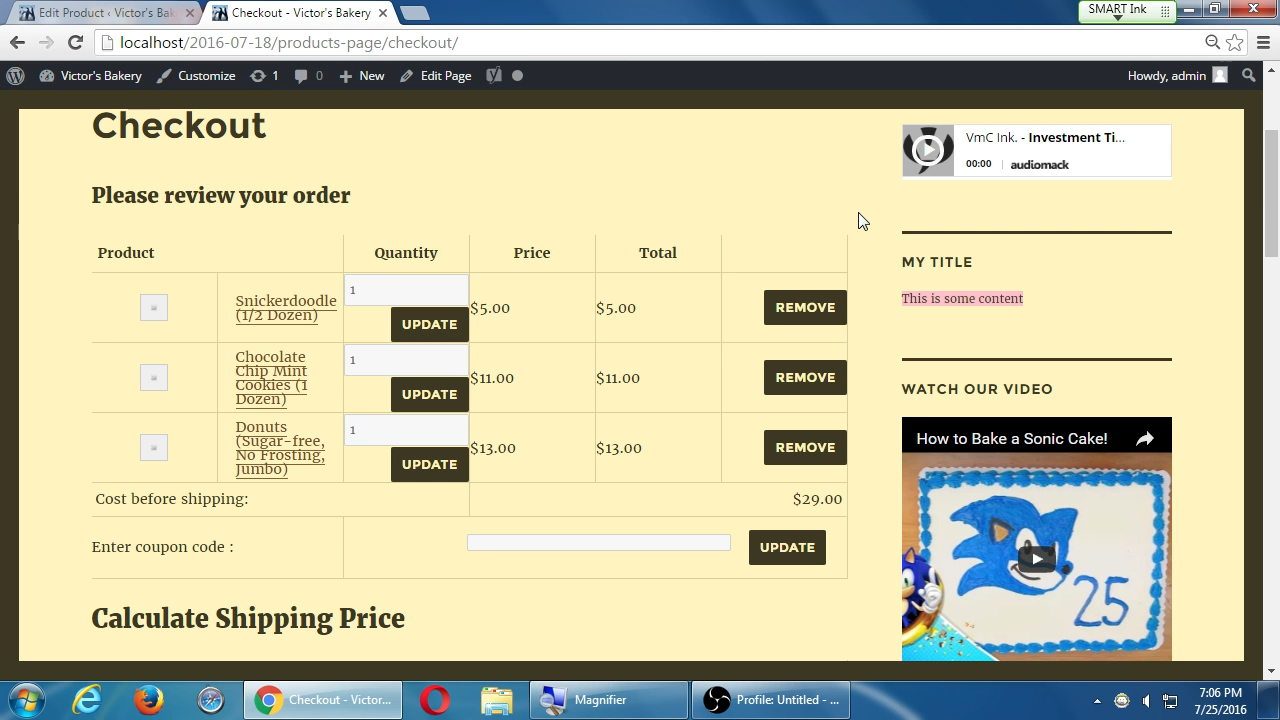 Edit Product ‹ Victor's Bak
Checkout - Victor's Bakery
SMART Ink
localhost/2016-07-18/products-page/checkout/
Victor's Bakery
Customize
1
0
New
Edit Page
Howdy, admin
Checkout
Please review your order
Product Quantity Price Total
Snickerdoodle
(1/2 Dozen)
1
UPDATE
$5.00
$5.00
REMOVE
Chocolate
Chip Mint
Cookies (1
Dozen)
1
UPDATE
$11.00
$11.00
REMOVE
Donuts
(Sugar-free,
No Frosting,
Jumbo)
1
UPDATE
$13.00
$13.00
REMOVE
Cost before shipping:
$29.00
Enter coupon code :
UPDATE
Calculate Shipping Price
VmC Ink. - Investment Ti...
00:00
audiomack
MY TITLE
This is some content
WATCH OUR VIDEO
How to Bake a Sonic Cake!
25
Checkout - Victor...
Magnifier
Profile: Untitled - ...
7:06 PM
7/25/2016